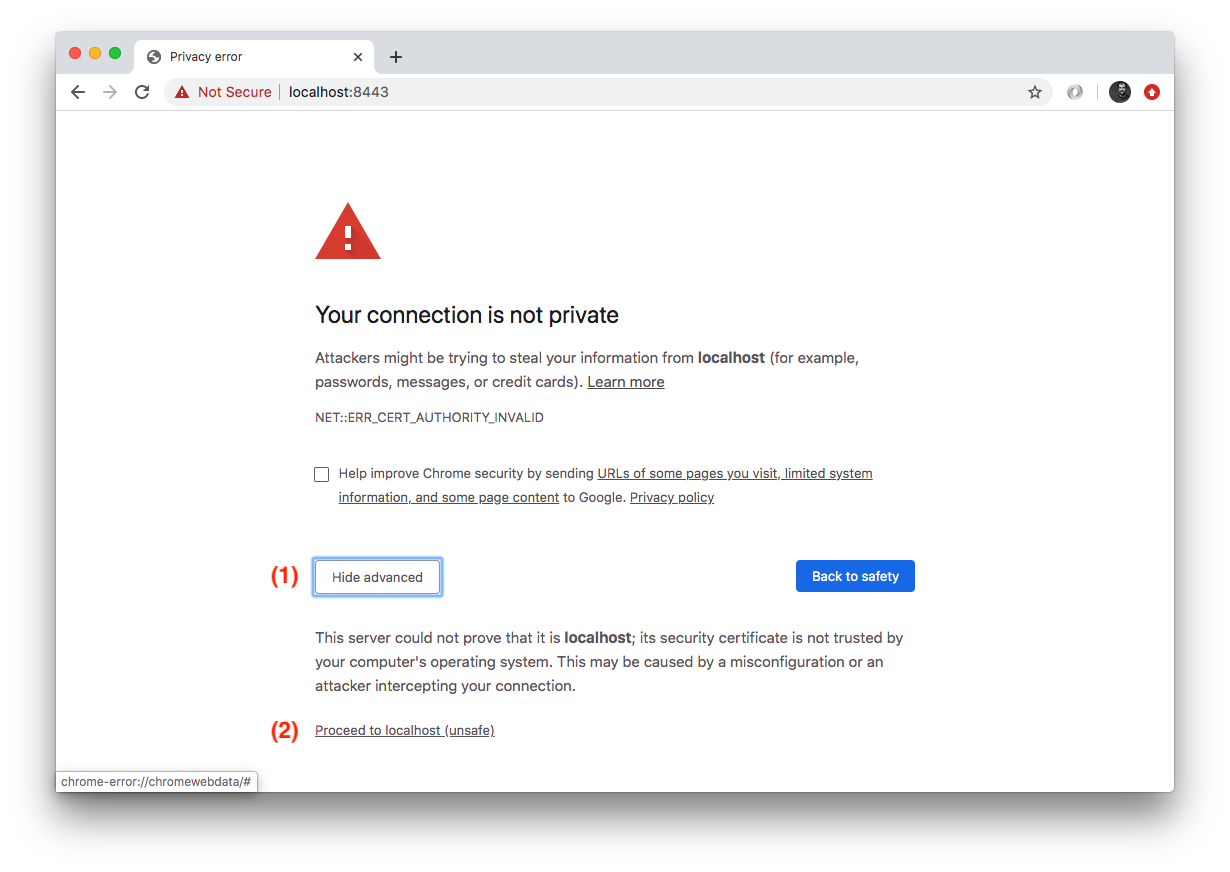 Privacy error
Not Secure localhost:8443
Your connection is not private
Attackers might be trying to steal your information from localhost (for example,
passwords, messages, or credit cards). Learn more
NET::ERR_CERT_AUTHORITY_INVALID
Help improve Chrome security by sending URLs of some pages you visit, limited system
information, and some page content to Google. Privacy policy
(1) Hide advanced Back to safety
This server could not prove that it is localhost; its security certificate is not trusted by
your computer's operating system. This may be caused by a misconfiguration or an
attacker intercepting your connection.
(2) Proceed to localhost (unsafe)
chrome-error://chromewebdata/#